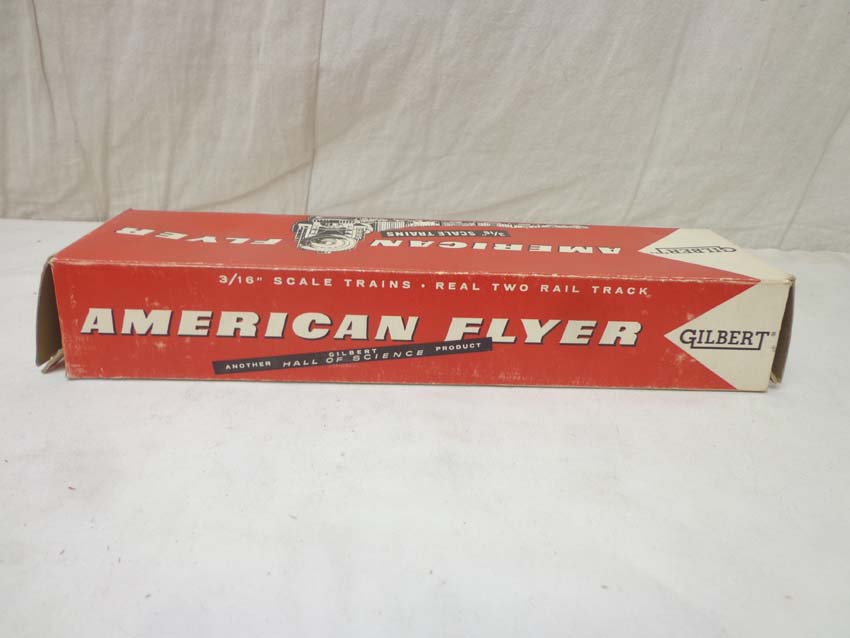 AMERICAN FLYER
3/16" SCALE TRAINS
GILBERT
3/16" SCALE TRAINS · REAL TWO RAIL TRACK
AMERICAN FLYER
GILBERT®
ANOTHER GILBERT PRODUCT
HALL OF SCIENCE